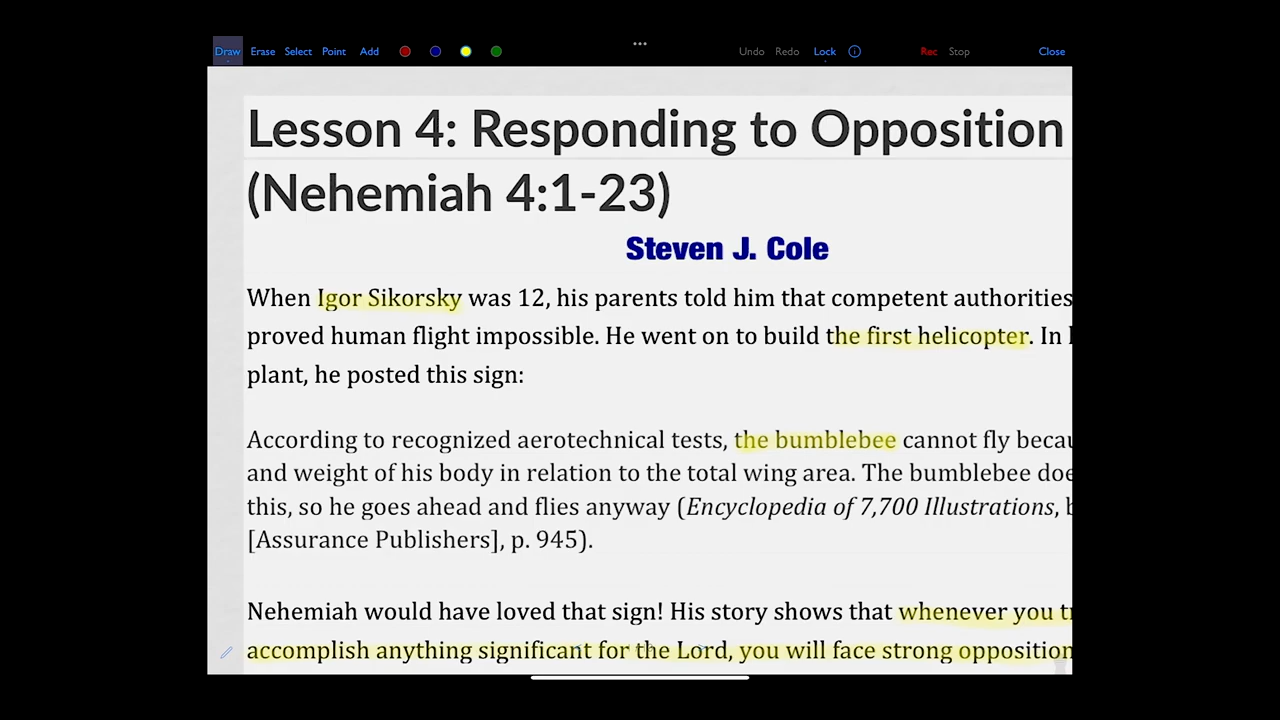 Draw Erase Select Point Add ... Undo Redo Lock Rec Stop Close
Lesson 4: Responding to Opposition
(Nehemiah 4:1-23)
Steven J. Cole
When Igor Sikorsky was 12, his parents told him that competent authorities
proved human flight impossible. He went on to build the first helicopter. In
plant, he posted this sign:
According to recognized aerotechnical tests, the bumblebee cannot fly
and weight of his body in relation to the total wing area. The bumblebee
this, so he goes ahead and flies anyway (Encyclopedia of 7,700 Illustrations,
[Assurance Publishers], p. 945).
Nehemiah would have loved that sign! His story shows that whenever you
accomplish anything significant for the Lord, you will face strong opposition